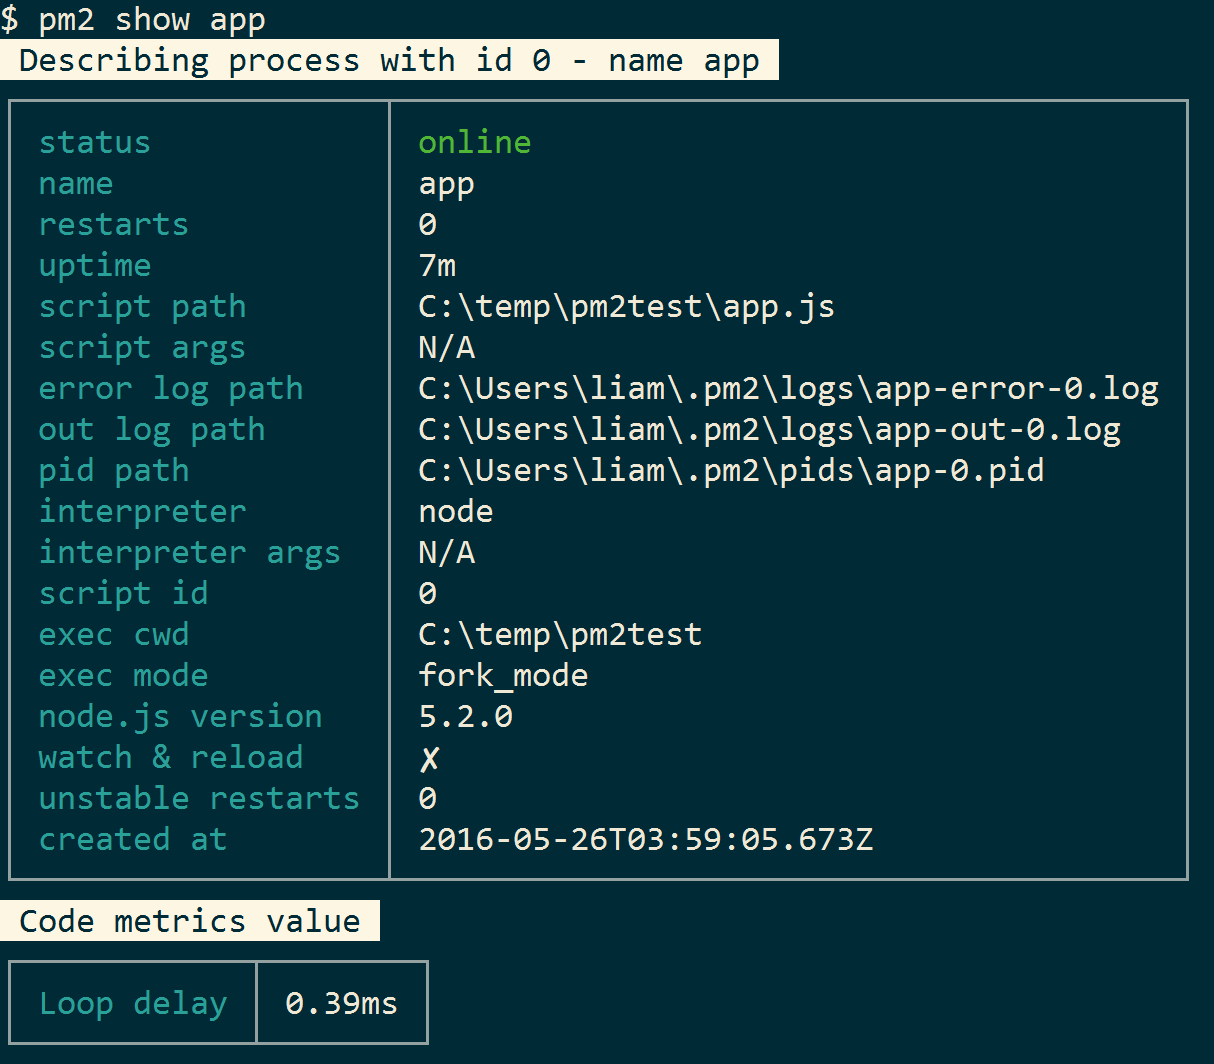 $ pm2 show app
Describing process with id 0 - name app
status online
name app
restarts 0
uptime 7m
script path C:\temp\pm2test\app.js
script args N/A
error log path C:\Users\liam\.pm2\logs\app-error-0.log
out log path C:\Users\liam\.pm2\logs\app-out-0.log
pid path C:\Users\liam\.pm2\pids\app-0.pid
interpreter node
interpreter args N/A
script id 0
exec cwd C:\temp\pm2test
exec mode fork_mode
node.js version 5.2.0
watch & reload ✗
unstable restarts 0
created at 2016-05-26T03:59:05.673Z
Code metrics value
Loop delay 0.39ms